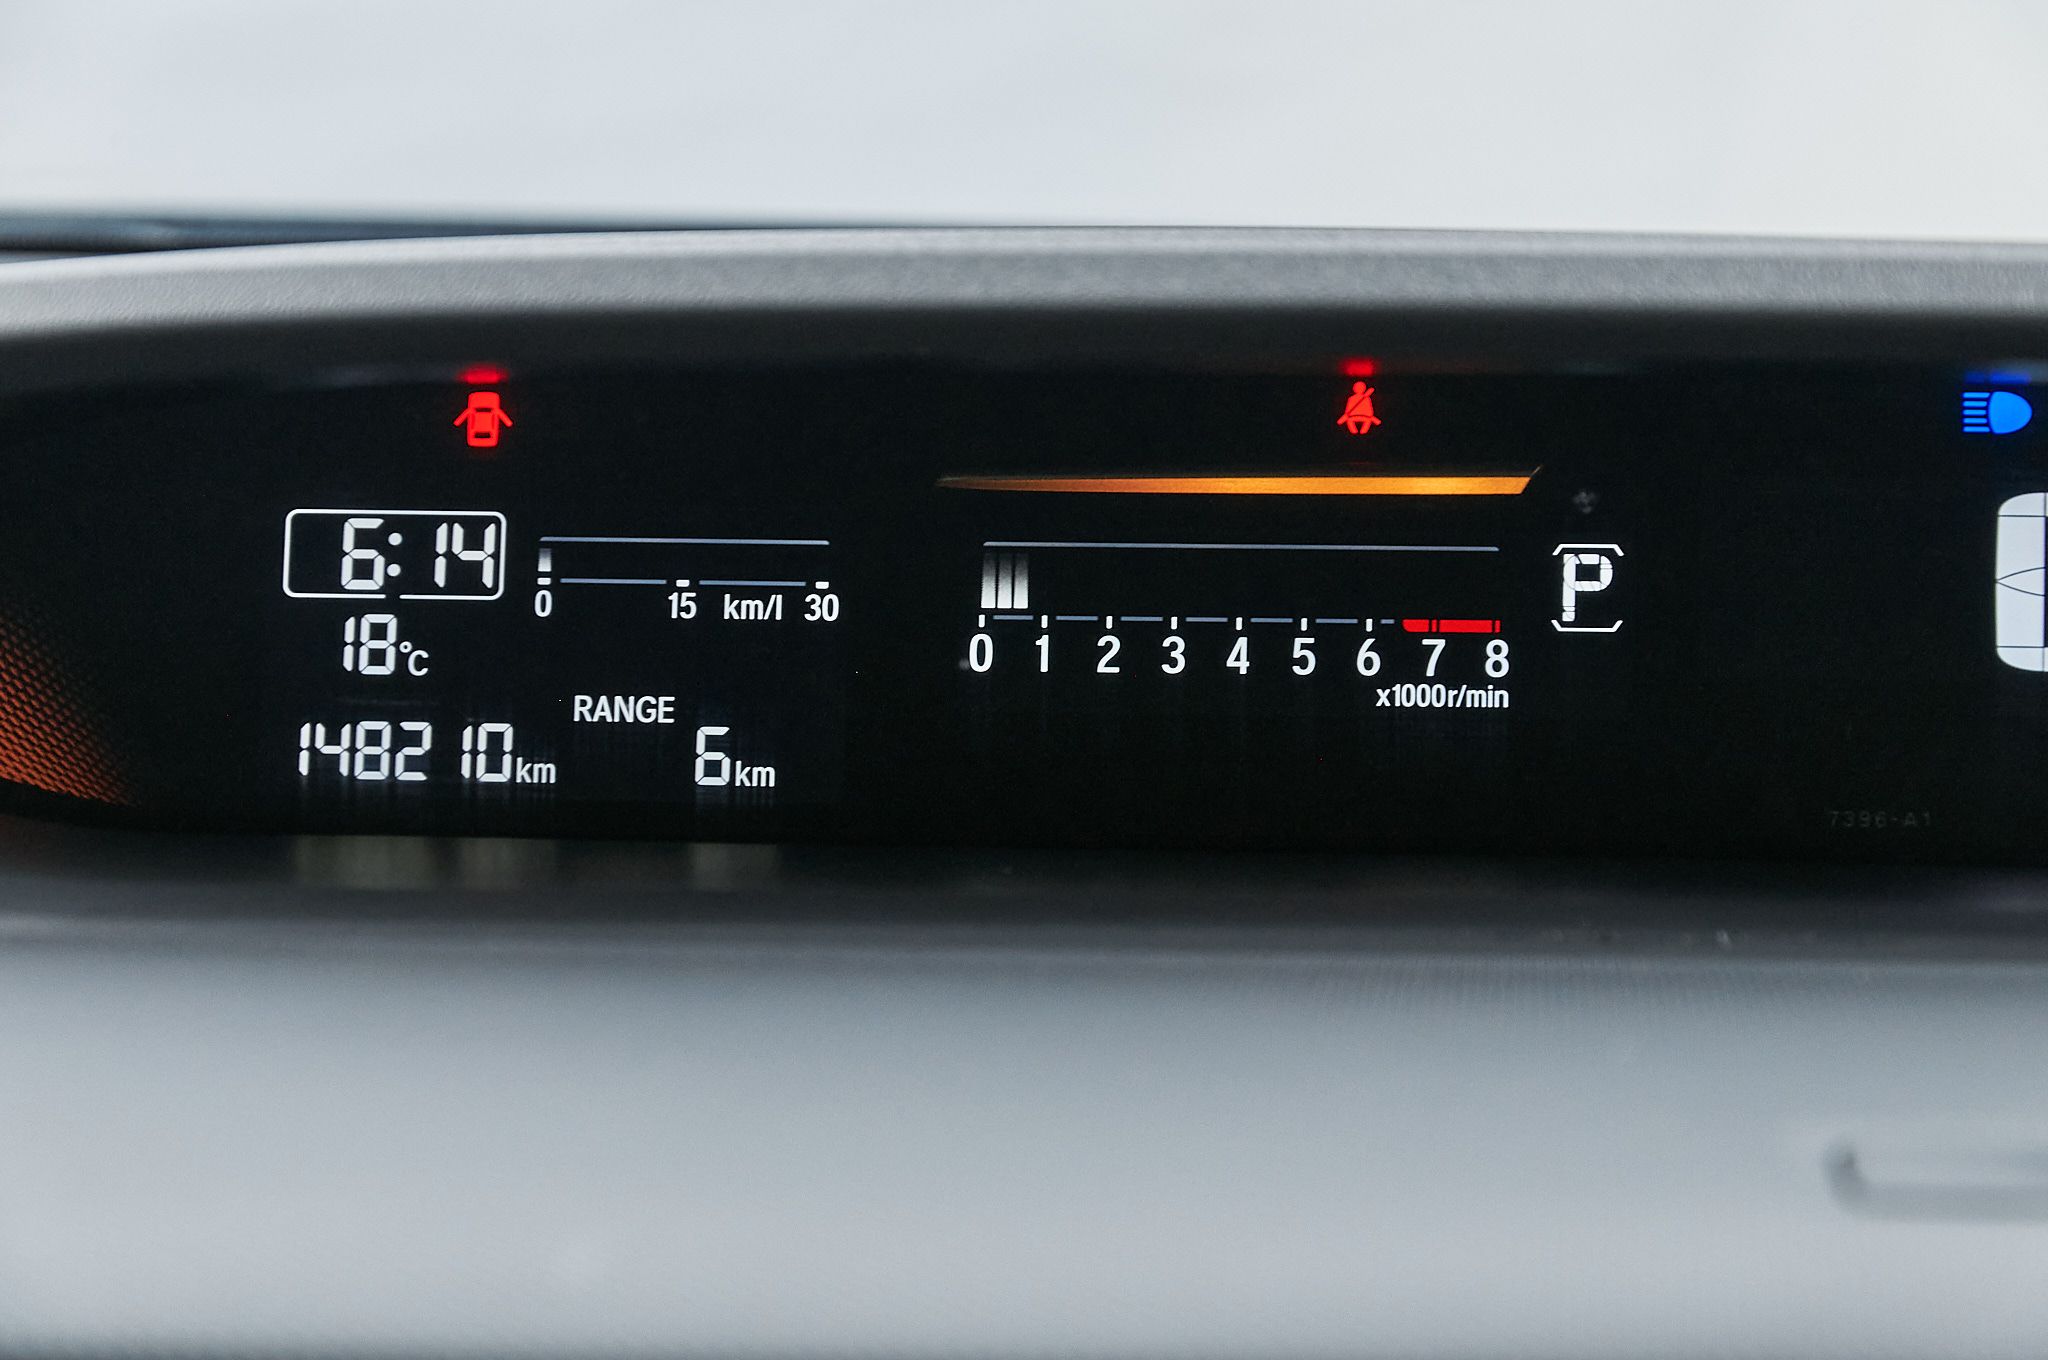 6:14
0 15 km/l 30
18°C
RANGE
148210km 6km
P
0 1 2 3 4 5 6 7 8
x1000r/min
7396-A1